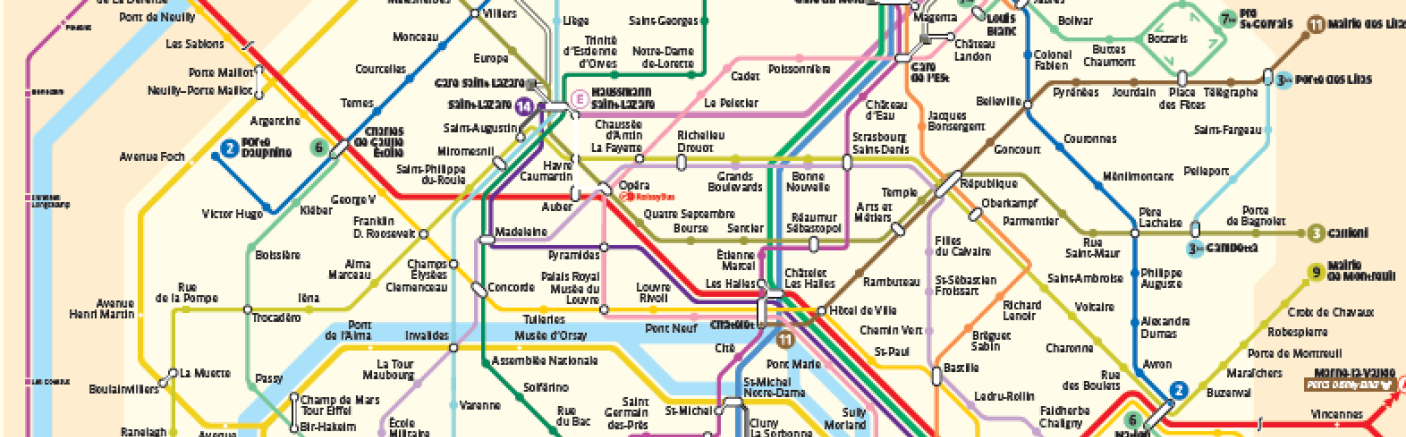 Pont de Neuilly
Les Sablons
Porte Maillot
Neuilly–Porte Maillot
Argentine
Avenue Foch
2 Porte
Dauphine
Victor Hugo
6
Charles
de Gaulle
Étoile
Kléber
Boissière
Rue
de la Pompe
Iéna
Trocadéro
Avenue
Henri Martin
La Muette
Boulainvilliers
Passy
Ranelagh
Avenue
Champ de Mars
Tour Eiffel
Bir-Hakeim
Villiers
Monceau
Courcelles
Ternes
Europe
Gare Saint-Lazare
Saint-Lazare
14
E
Haussmann
Saint-Lazare
Saint-Augustin
Miromesnil
Saint-Philippe
du-Roule
George V
Franklin
D. Roosevelt
Alma
Marceau
Champs
Élysées
Clemenceau
Pont
de l'Alma
Invalides
La Tour
Maubourg
École
Militaire
Varenne
Liège
Saint-Georges
Trinité
d'Estienne
d'Orves
Notre-Dame
de-Lorette
Chaussée
d'Antin
La Fayette
Havre
Caumartin
Auber
Opéra
RoissyBus
Madeleine
Concorde
Pyramides
Palais Royal
Musée du
Louvre
Tuileries
Musée d'Orsay
Assemblée Nationale
Solférino
Rue
du Bac
Louvre
Rivoli
Pont Neuf
Saint
Germain
des-Prés
St-Michel
Cadet
Poissonnière
Le Peletier
Richelieu
Drouot
Grands
Boulevards
Bonne
Nouvelle
Quatre Septembre
Bourse
Sentier
Réaumur
Sébastopol
Étienne
Marcel
Les Halles
Châtelet
Les Halles
Châtelet
11
Cité
St-Michel
Notre-Dame
Cluny
La Sorbonne
Pont Marie
Sully
Morland
Magenta
Louis
Blanc
Château
Landon
Gare
de l'Est
Château
d'Eau
Strasbourg
Saint-Denis
Jacques
Bonsergent
Temple
Arts et
Métiers
République
Oberkampf
Parmentier
Rambuteau
Hôtel de Ville
St-Paul
Filles
du Calvaire
St-Sébastien
Froissart
Chemin Vert
Bastille
Richard
Lenoir
Bréguet
Sabin
Ledru-Rollin
Faidherbe
Chaligny
Bolivar
Buttes
Chaumont
Botzaris
7bis
Pré
St-Gervais
11 Mairie des Lilas
Colonel
Fabien
Belleville
Pyrénées
Jourdain
Place
des Fêtes
Télégraphe
3bis Porte des Lilas
Goncourt
Couronnes
Ménilmontant
Saint-Fargeau
Pelleport
Père
Lachaise
Rue
Saint-Maur
3bis Gambetta
Porte
de Bagnolet
3 Gallieni
Saint-Ambroise
Voltaire
Charonne
Rue
des Boulets
Philippe
Auguste
Alexandre
Dumas
Avron
2
6
Nation
9 Mairie
de Montreuil
Croix de Chavaux
Robespierre
Porte de Montreuil
Maraîchers
Buzenval
Marne-la-Vallée
Vincennes